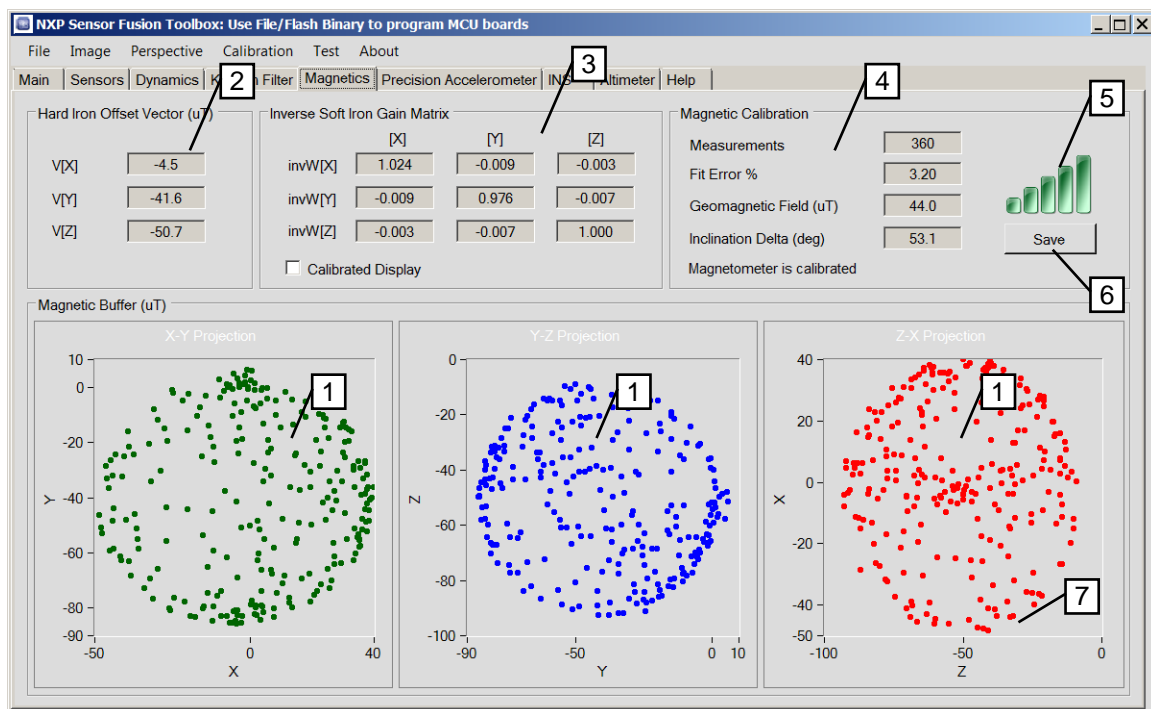 NXP Sensor Fusion Toolbox: Use File/Flash Binary to program MCU boards
File Image Perspective Calibration Test About
Main Sensors Dynamics Filter Magnetics Precision Accelerometer Altimeter Help
2
3
4
5
6
Hard Iron Offset Vector (uT)
V[X] -4.5
V[Y] -41.6
V[Z] -50.7
Inverse Soft Iron Gain Matrix
[X] [Y] [Z]
invW[X] 1.024 -0.009 -0.003
invW[Y] -0.009 0.976 -0.007
invW[Z] -0.003 -0.007 1.000
Calibrated Display
Magnetic Calibration
Measurements 360
Fit Error % 3.20
Geomagnetic Field (uT) 44.0
Inclination Delta (deg) 53.1
Magnetometer is calibrated
Save
Magnetic Buffer (uT)
X-Y Projection
1
10
0
-20
-40
-60
-80
-90
Y
-50 0 40
X
Y-Z Projection
1
0
-20
-40
-60
-80
-100
Z
-90 -50 0 10
Y
Z-X Projection
1
7
40
20
0
-20
-40
-50
X
-100 -50 0
Z